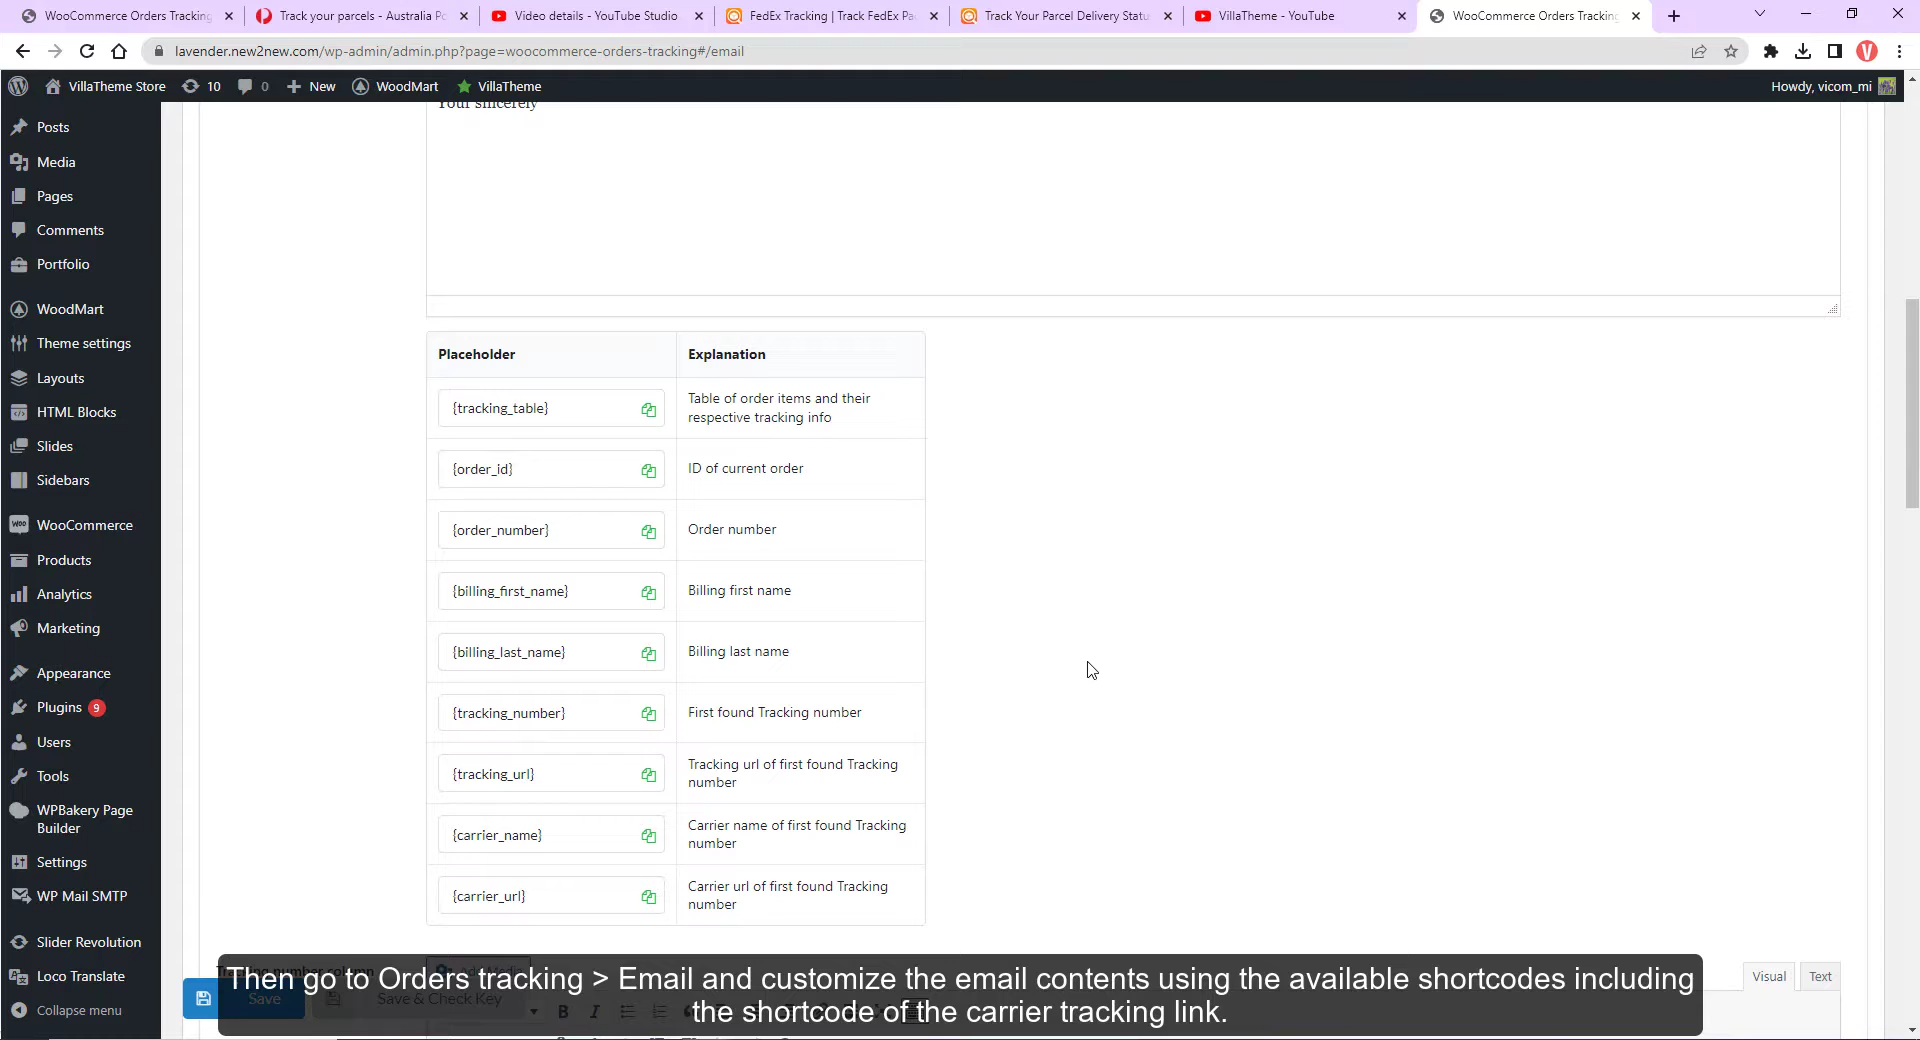 WooCommerce Orders Tracking
Track your parcels - Australia Po
Video details - YouTube Studio
FedEx Tracking | Track FedEx Pac
Track Your Parcel Delivery Statu
VillaTheme - YouTube
WooCommerce Orders Tracking
lavender.new2new.com/wp-admin/admin.php?page=woocommerce-orders-tracking#/email
V
VillaTheme Store
10
0
New
WoodMart
VillaTheme
Howdy, vicom_mi
Your sincerely
Posts
Media
Pages
Comments
Portfolio
WoodMart
Theme settings
Layouts
HTML Blocks
Slides
Sidebars
Woo WooCommerce
Products
Analytics
Marketing
Appearance
Plugins 9
Users
Tools
WPBakery Page
Builder
Settings
WP Mail SMTP
Slider Revolution
Loco Translate
Collapse menu
Placeholder Explanation
{tracking_table} Table of order items and their
respective tracking info
{order_id} ID of current order
{order_number} Order number
{billing_first_name} Billing first name
{billing_last_name} Billing last name
{tracking_number} First found Tracking number
{tracking_url} Tracking url of first found Tracking
number
{carrier_name} Carrier name of first found Tracking
number
{carrier_url} Carrier url of first found Tracking
number
Tracking number column
Visual Text
Save
Save & Check Key
B I
Then go to Orders tracking > Email and customize the email contents using the available shortcodes including
the shortcode of the carrier tracking link.